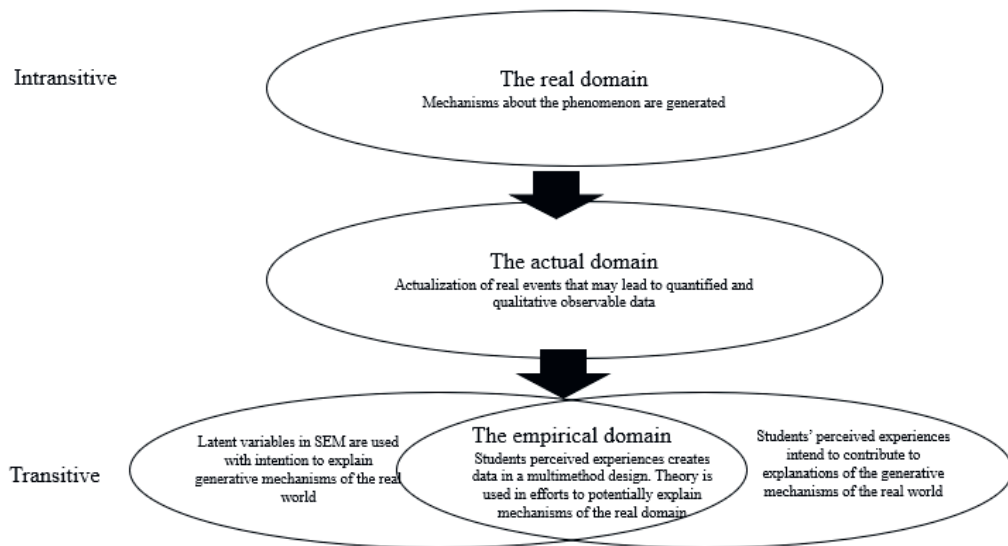 Intransitive
The real domain
Mechanisms about the phenomenon are generated
The actual domain
Actualization of real events that may lead to quantified and
qualitative observable data
Transitive
Latent variables in SEM are used
with intention to explain
generative mechanisms of the real
world
The empirical domain
Students perceived experiences creates
data in a multimethod design. Theory is
used in efforts to potentially explain
mechanisms of the real domain
Students’ perceived experiences
intend to contribute to
explanations of the generative
mechanisms of the real world